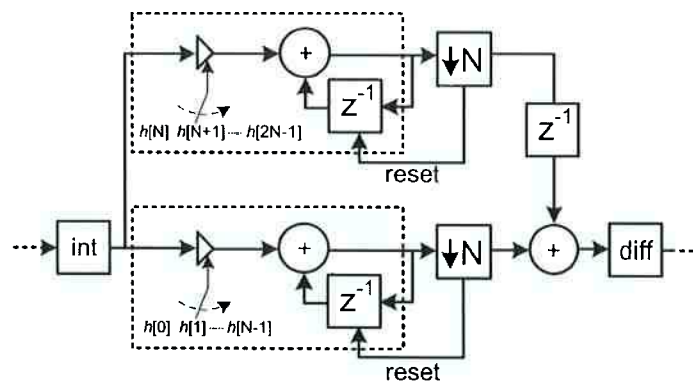 +
↓N
z⁻¹
h[N] h[N+1]····h[2N-1]
reset
z⁻¹
int
+
↓N
+
diff
z⁻¹
h[0] h[1]····h[N-1]
reset